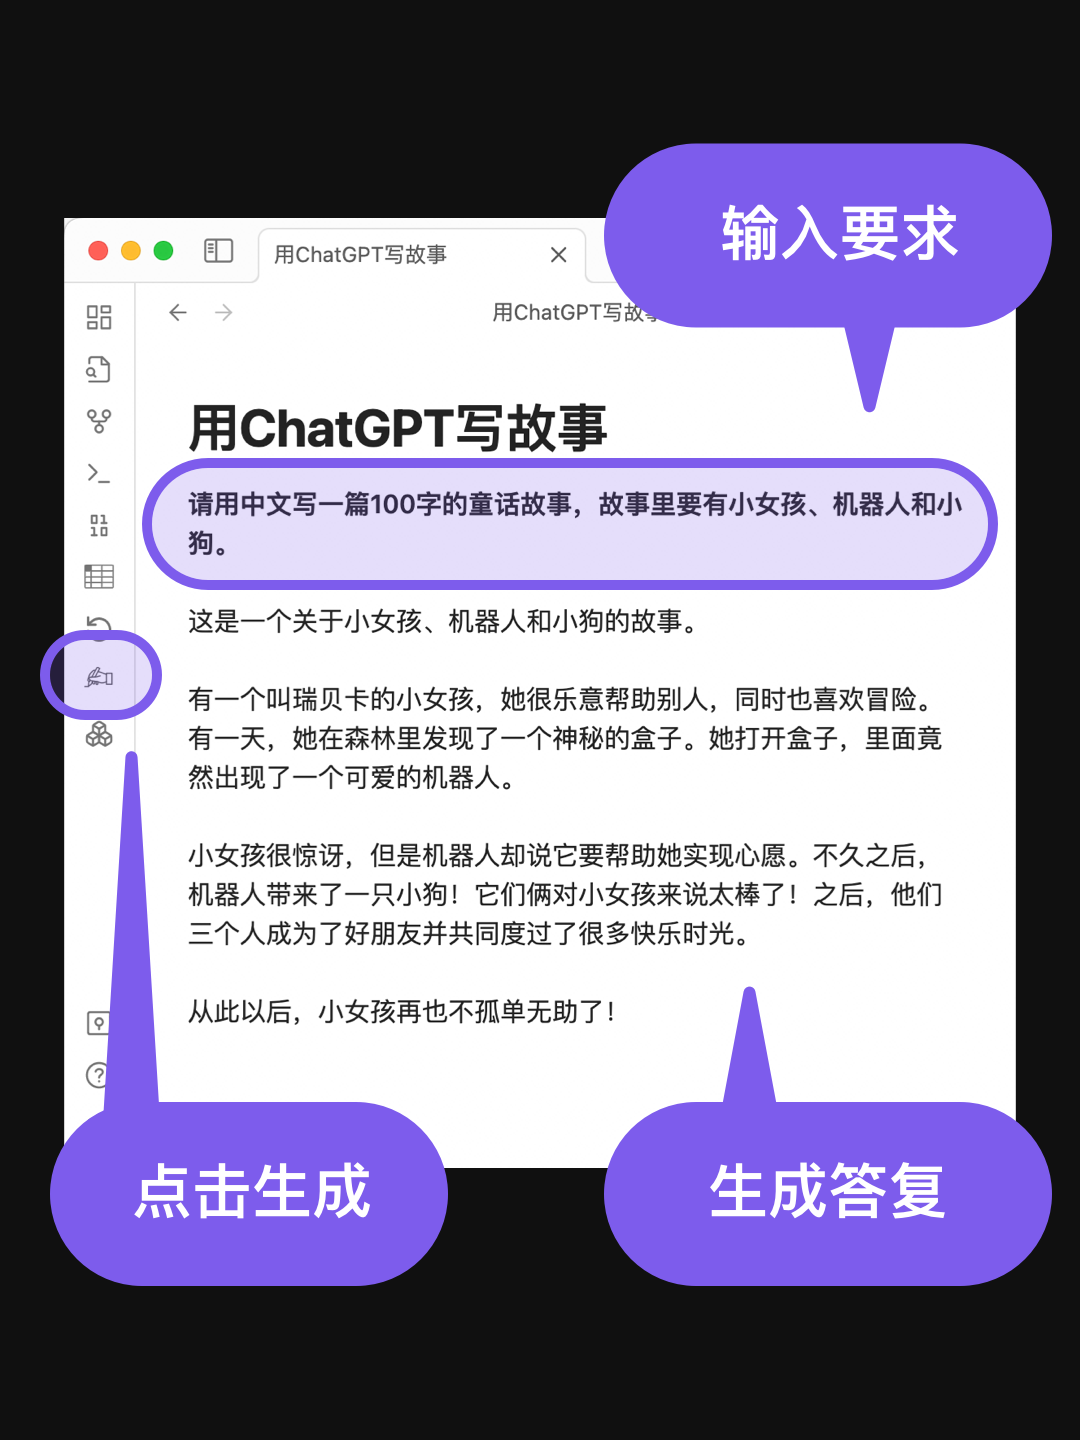 输入要求
用ChatGPT写故事
用ChatGPT写故事
用ChatGPT写故事
请用中文写一篇100字的童话故事，故事里要有小女孩、机器人和小
狗。
这是一个关于小女孩、机器人和小狗的故事。
有一个叫瑞贝卡的小女孩，她很乐意帮助别人，同时也喜欢冒险。
有一天，她在森林里发现了一个神秘的盒子。她打开盒子，里面竟
然出现了一个可爱的机器人。
小女孩很惊讶，但是机器人却说它要帮助她实现心愿。不久之后，
机器人带来了一只小狗！它们俩对小女孩来说太棒了！之后，他们
三个人成为了好朋友并共同度过了很多快乐时光。
从此以后，小女孩再也不孤单无助了！
点击生成
生成答复